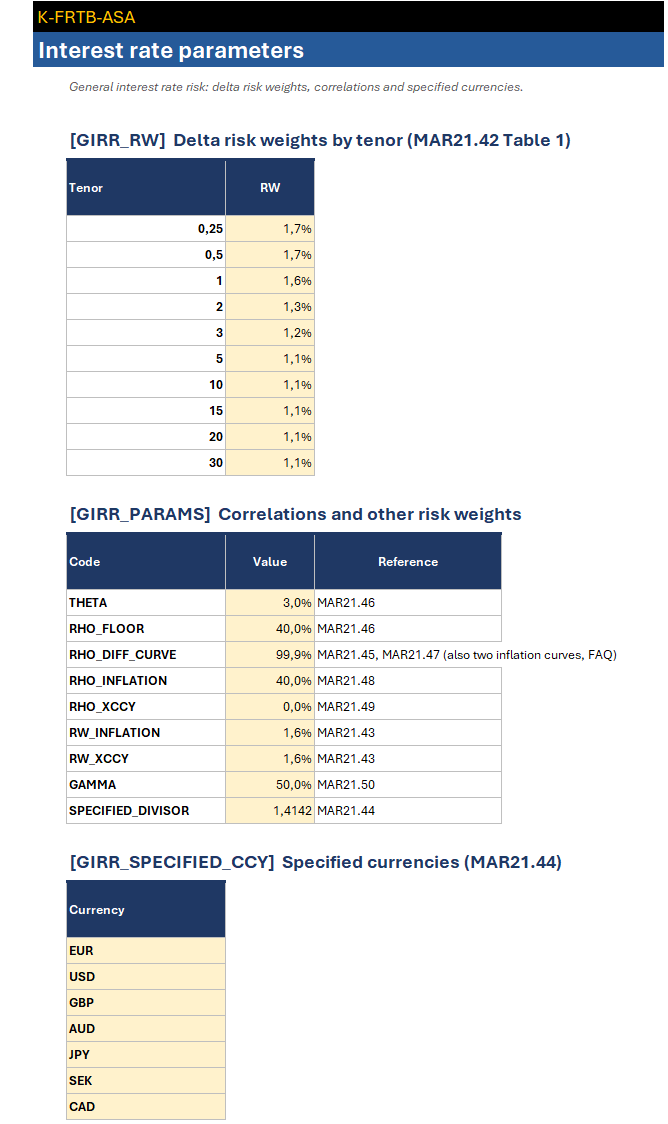 K-FRTB-ASA
Interest rate parameters
General interest rate risk: delta risk weights, correlations and specified currencies.
[GIRR_RW] Delta risk weights by tenor (MAR21.42 Table 1)
Tenor RW
0,25 1,7%
0,5 1,7%
1 1,6%
2 1,3%
3 1,2%
5 1,1%
10 1,1%
15 1,1%
20 1,1%
30 1,1%
[GIRR_PARAMS] Correlations and other risk weights
Code Value Reference
THETA 3,0% MAR21.46
RHO_FLOOR 40,0% MAR21.46
RHO_DIFF_CURVE 99,9% MAR21.45, MAR21.47 (also two inflation curves, FAQ)
RHO_INFLATION 40,0% MAR21.48
RHO_XCCY 0,0% MAR21.49
RW_INFLATION 1,6% MAR21.43
RW_XCCY 1,6% MAR21.43
GAMMA 50,0% MAR21.50
SPECIFIED_DIVISOR 1,4142 MAR21.44
[GIRR_SPECIFIED_CCY] Specified currencies (MAR21.44)
Currency
EUR
USD
GBP
AUD
JPY
SEK
CAD